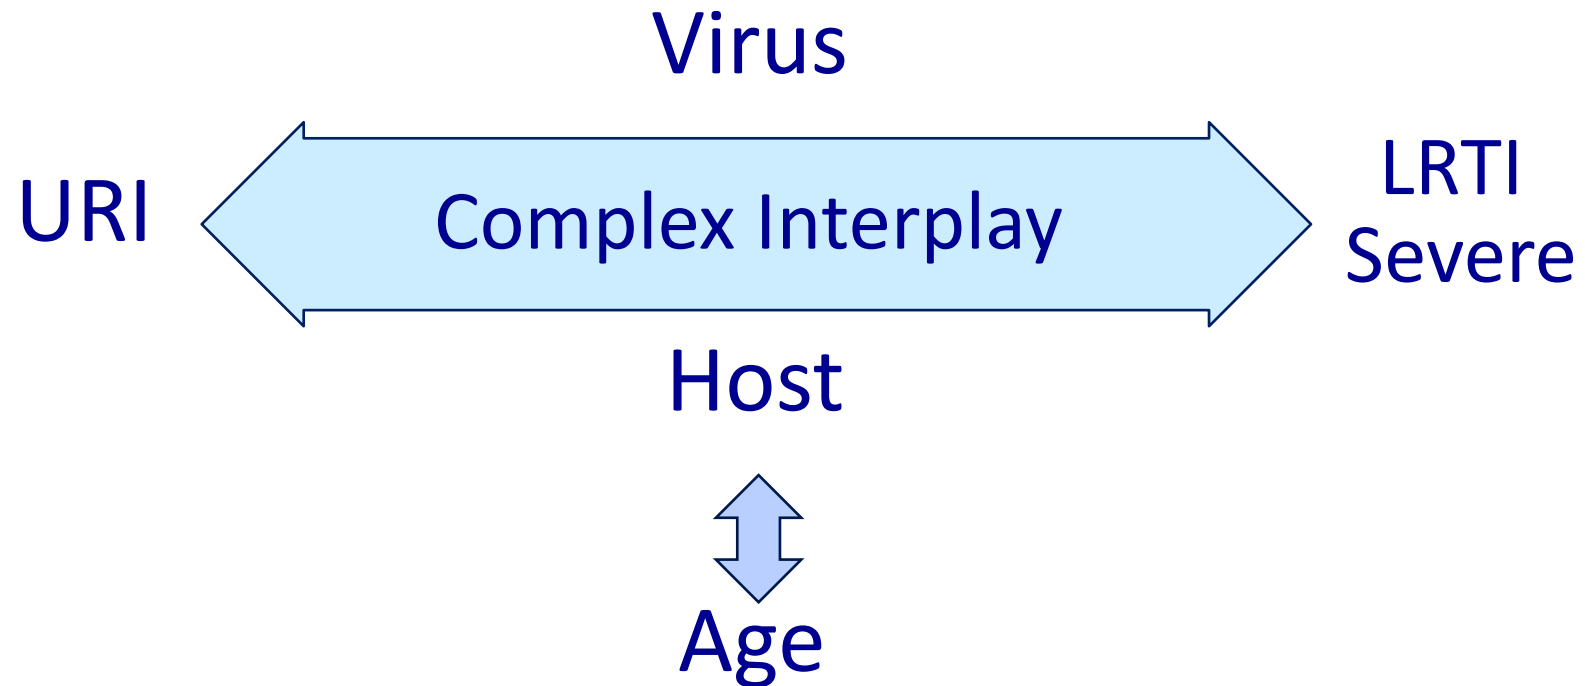 Virus
URI
Complex Interplay
LRTI
Severe
Host
Age